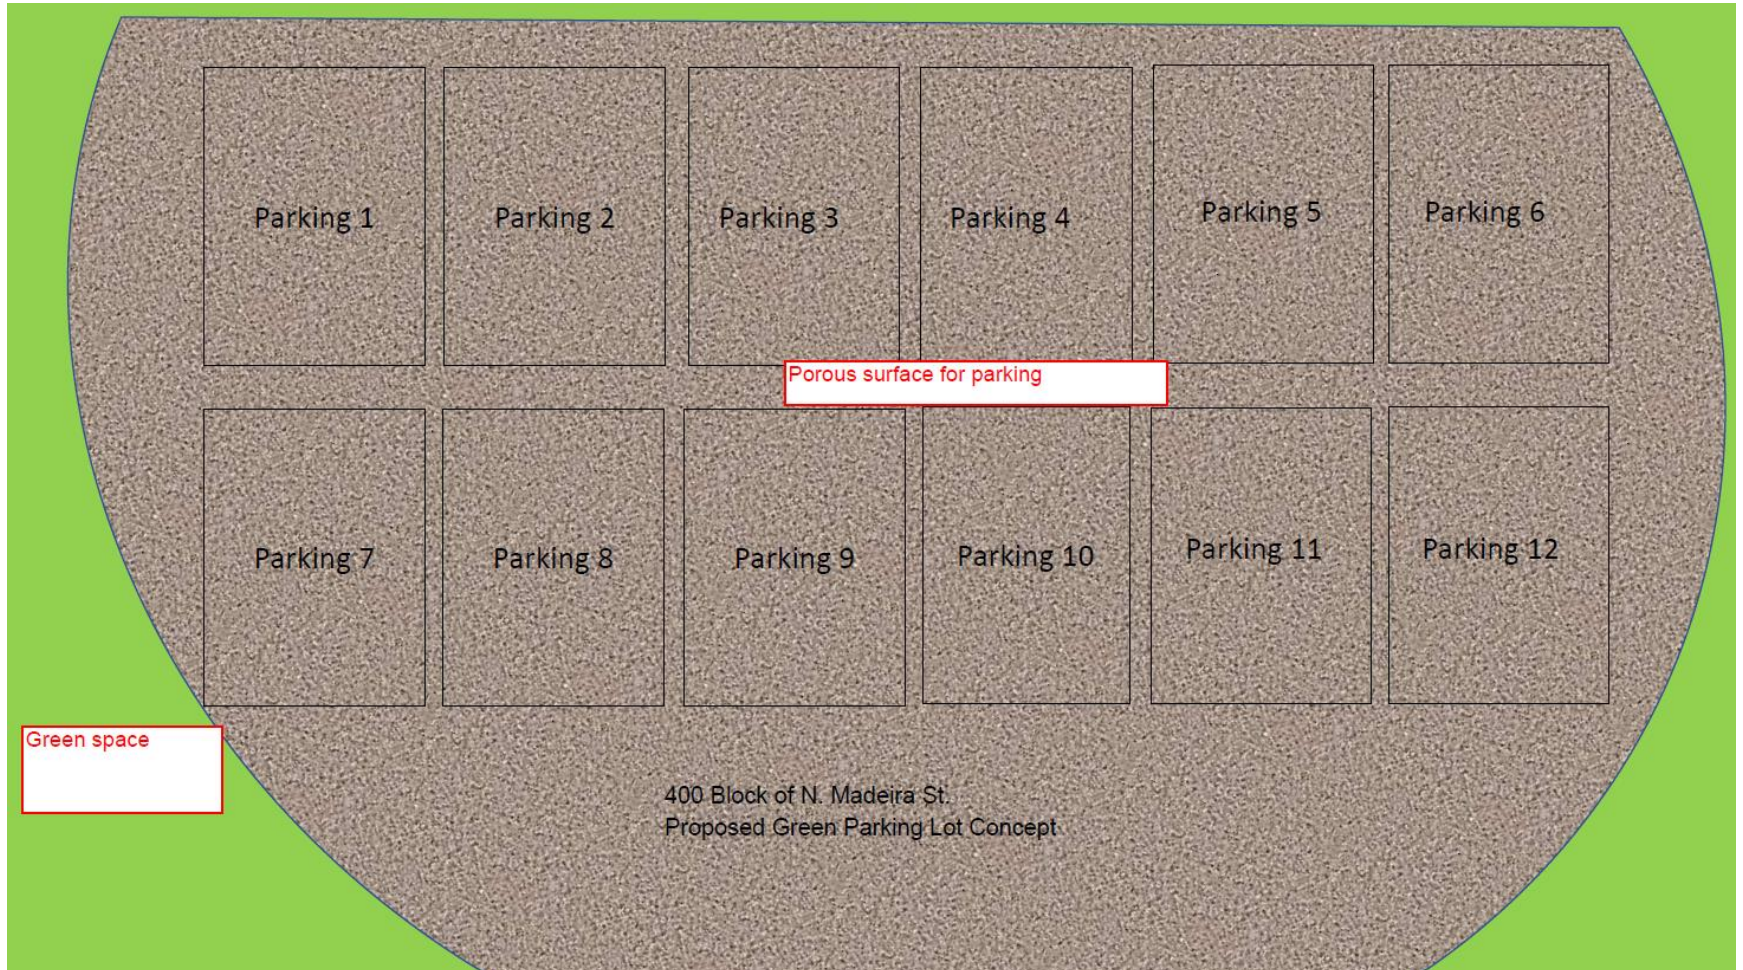 Parking 1
Parking 2
Parking 3
Parking 4
Parking 5
Parking 6
Porous surface for parking
Parking 7
Parking 8
Parking 9
Parking 10
Parking 11
Parking 12
Green space
400 Block of N. Madeira St.
Proposed Green Parking Lot Concept